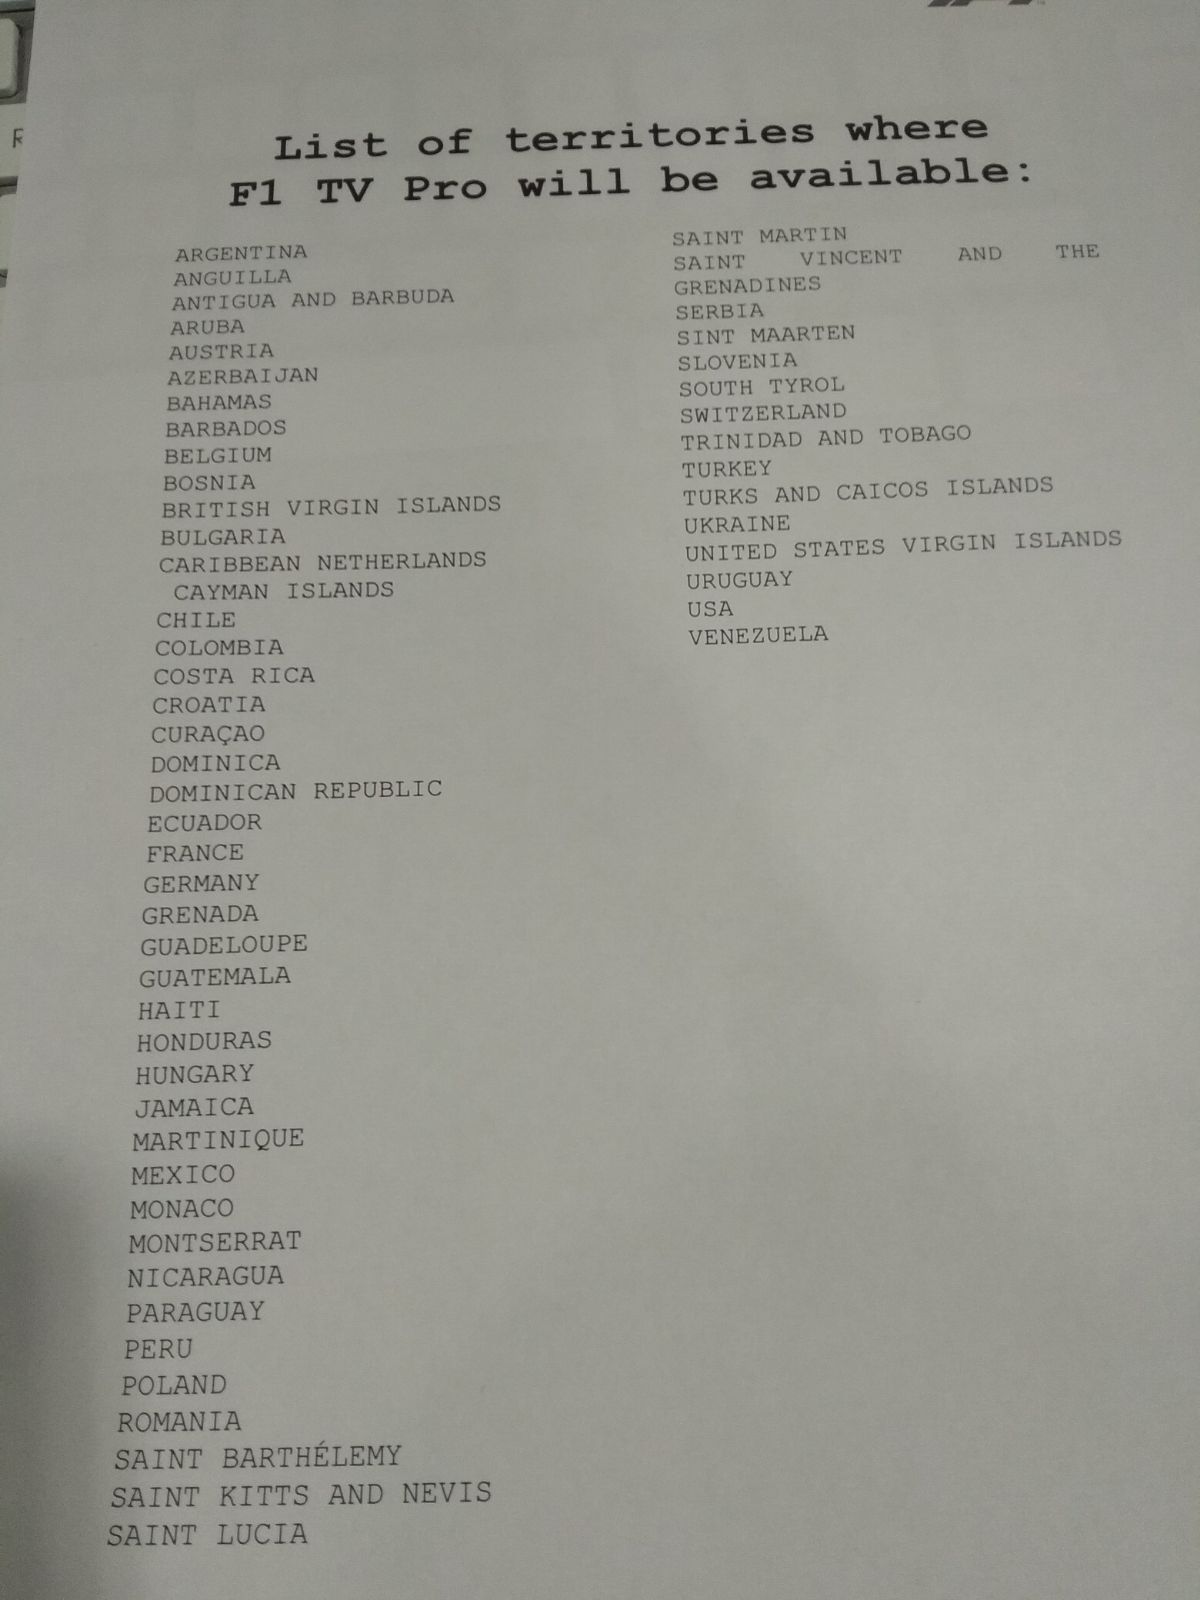 List of territories where
F1 TV Pro will be available:
ARGENTINA
ANGUILLA
ANTIGUA AND BARBUDA
ARUBA
AUSTRIA
AZERBAIJAN
BAHAMAS
BARBADOS
BELGIUM
BOSNIA
BRITISH VIRGIN ISLANDS
BULGARIA
CARIBBEAN NETHERLANDS
CAYMAN ISLANDS
CHILE
COLOMBIA
COSTA RICA
CROATIA
CURAÇAO
DOMINICA
DOMINICAN REPUBLIC
ECUADOR
FRANCE
GERMANY
GRENADA
GUADELOUPE
GUATEMALA
HAITI
HONDURAS
HUNGARY
JAMAICA
MARTINIQUE
MEXICO
MONACO
MONTSERRAT
NICARAGUA
PARAGUAY
PERU
POLAND
ROMANIA
SAINT BARTHÉLEMY
SAINT KITTS AND NEVIS
SAINT LUCIA
SAINT MARTIN
SAINT VINCENT AND THE
GRENADINES
SERBIA
SINT MAARTEN
SLOVENIA
SOUTH TYROL
SWITZERLAND
TRINIDAD AND TOBAGO
TURKEY
TURKS AND CAICOS ISLANDS
UKRAINE
UNITED STATES VIRGIN ISLANDS
URUGUAY
USA
VENEZUELA